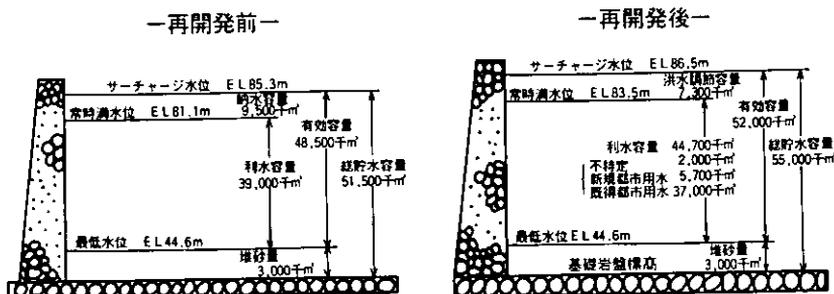 ―再開発前―
サーチャージ水位 EL85.3m
常時満水位 EL81.1m
9,500千㎥
有効容量
48,500千㎥
利水容量
39,000千㎥
総貯水容量
51,500千㎥
最低水位 EL44.6m
堆砂量
3,000千㎥
―再開発後―
サーチャージ水位 EL86.5m
洪水調節容量
7,300千㎥
常時満水位 EL83.5m
有効容量
52,000千㎥
利水容量 44,700千㎥
不特定 2,000千㎥
新規都市用水 5,700千㎥
既得都市用水 37,000千㎥
総貯水容量
55,000千㎥
最低水位 EL44.6m
堆砂量
基礎岩盤標高 3,000千㎥